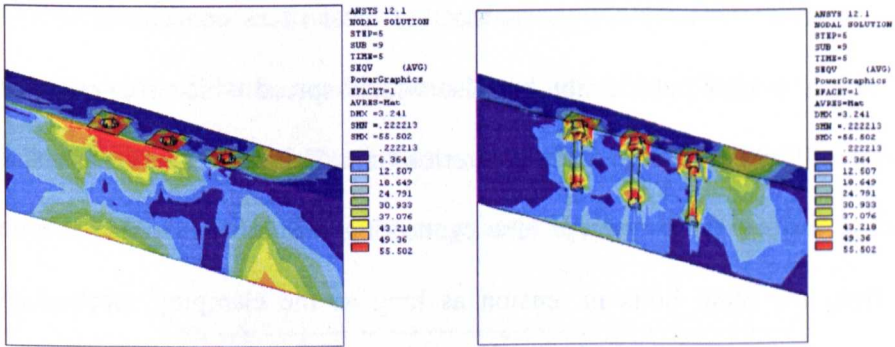 ANSYS 12.1
NODAL SOLUTION
STEP=6
SUB =9
TIME=6
SEQV (AVG)
PowerGraphics
EFACET=1
AVRES=Mat
DMX =3.241
SMN =.222213
SMX =55.502
.222213
6.364
12.507
18.649
24.791
30.933
37.076
43.218
49.36
55.502
ANSYS 12.1
NODAL SOLUTION
STEP=6
SUB =9
TIME=6
SEQV (AVG)
PowerGraphics
EFACET=1
AVRES=Mat
DMX =3.241
SMN =.222213
SMX =55.502
.222213
6.364
12.507
18.649
24.791
30.933
37.076
43.218
49.36
55.502